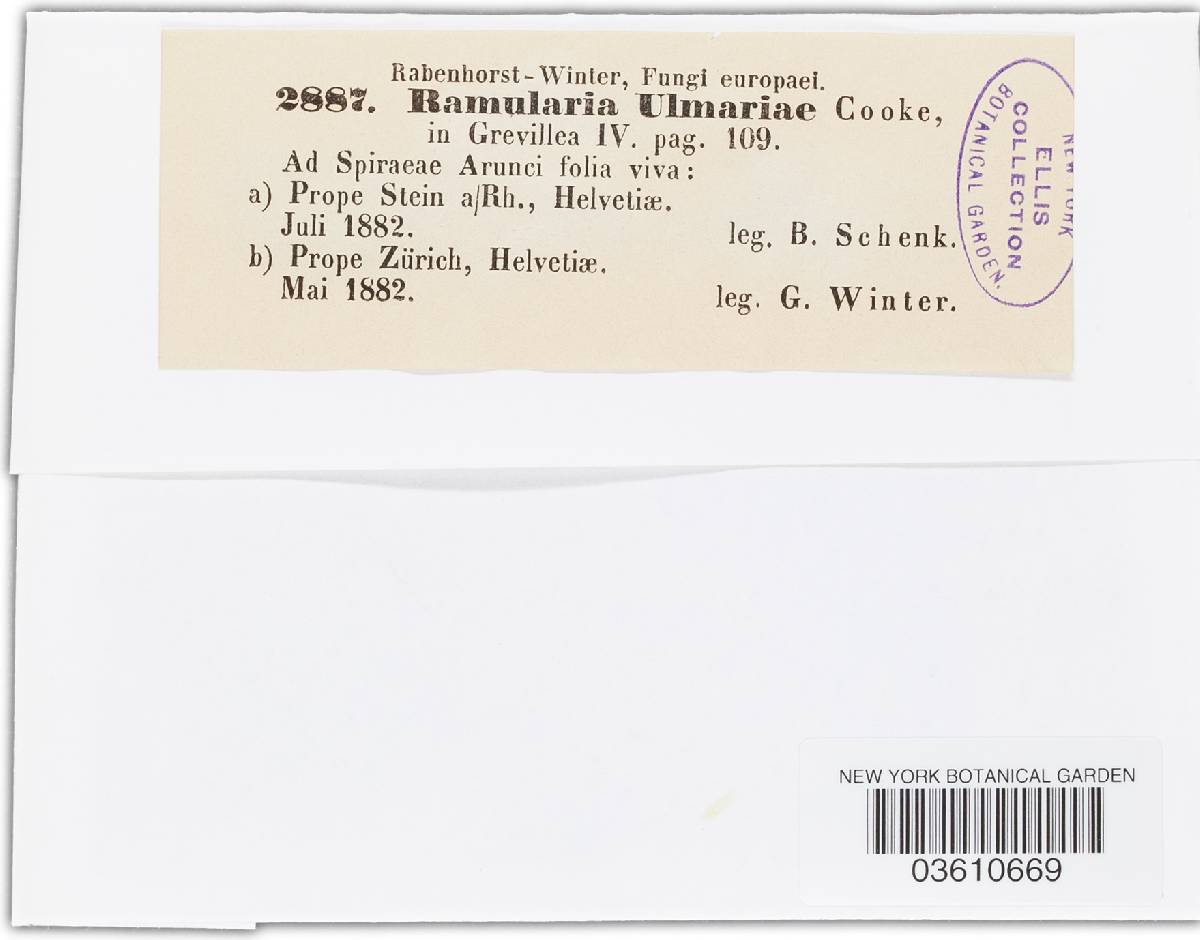 Rabenhorst-Winter, Fungi europaei.
2887. Ramularia Ulmariae Cooke,
in Grevillea IV. pag. 109.
Ad Spiraeae Arunci folia viva:
a) Prope Stein a/Rh., Helvetiæ.
Juli 1882. leg. B. Schenk.
b) Prope Zürich, Helvetiæ.
Mai 1882. leg. G. Winter.
NEW YORK
ELLIS
COLLECTION
BOTANICAL GARDEN.
NEW YORK BOTANICAL GARDEN
03610669